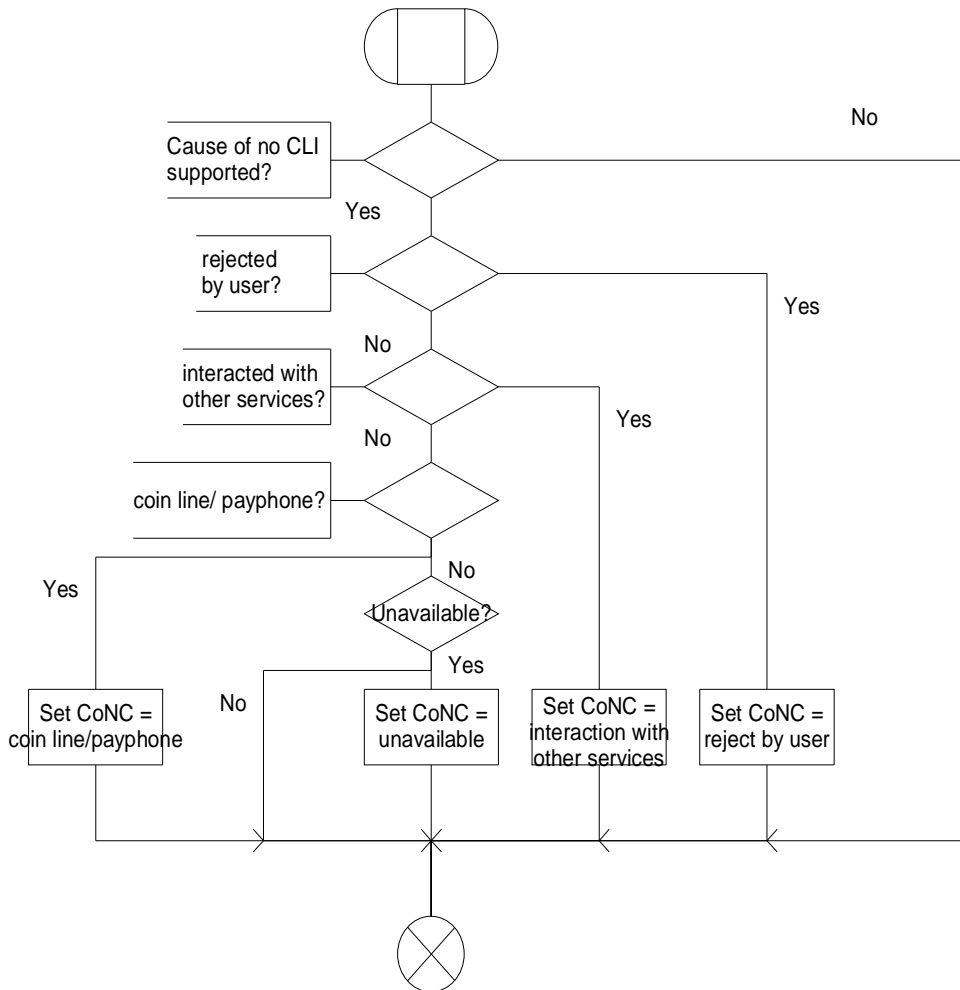 No
Cause of no CLI
supported?
Yes
rejected
by user?
Yes
No
interacted with
other services?
Yes
No
coin line/ payphone?
Yes
No
Unavailable?
Yes
No
Set CoNC =
coin line/payphone
Set CoNC =
unavailable
Set CoNC =
interaction with
other services
Set CoNC =
reject by user